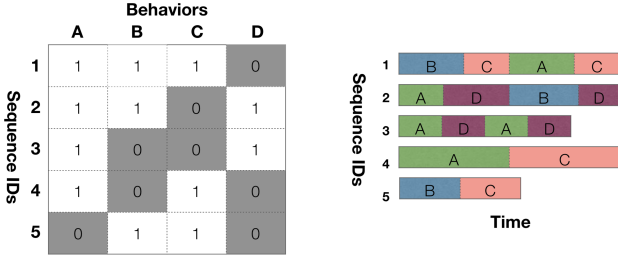 Behaviors
A B C D
Sequence IDs
1 1 1 1 0
2 1 1 0 1
3 1 0 0 1
4 1 0 1 0
5 0 1 1 0
Sequence IDs
1 B C A C
2 A D B D
3 A D A D
4 A C
5 B C
Time